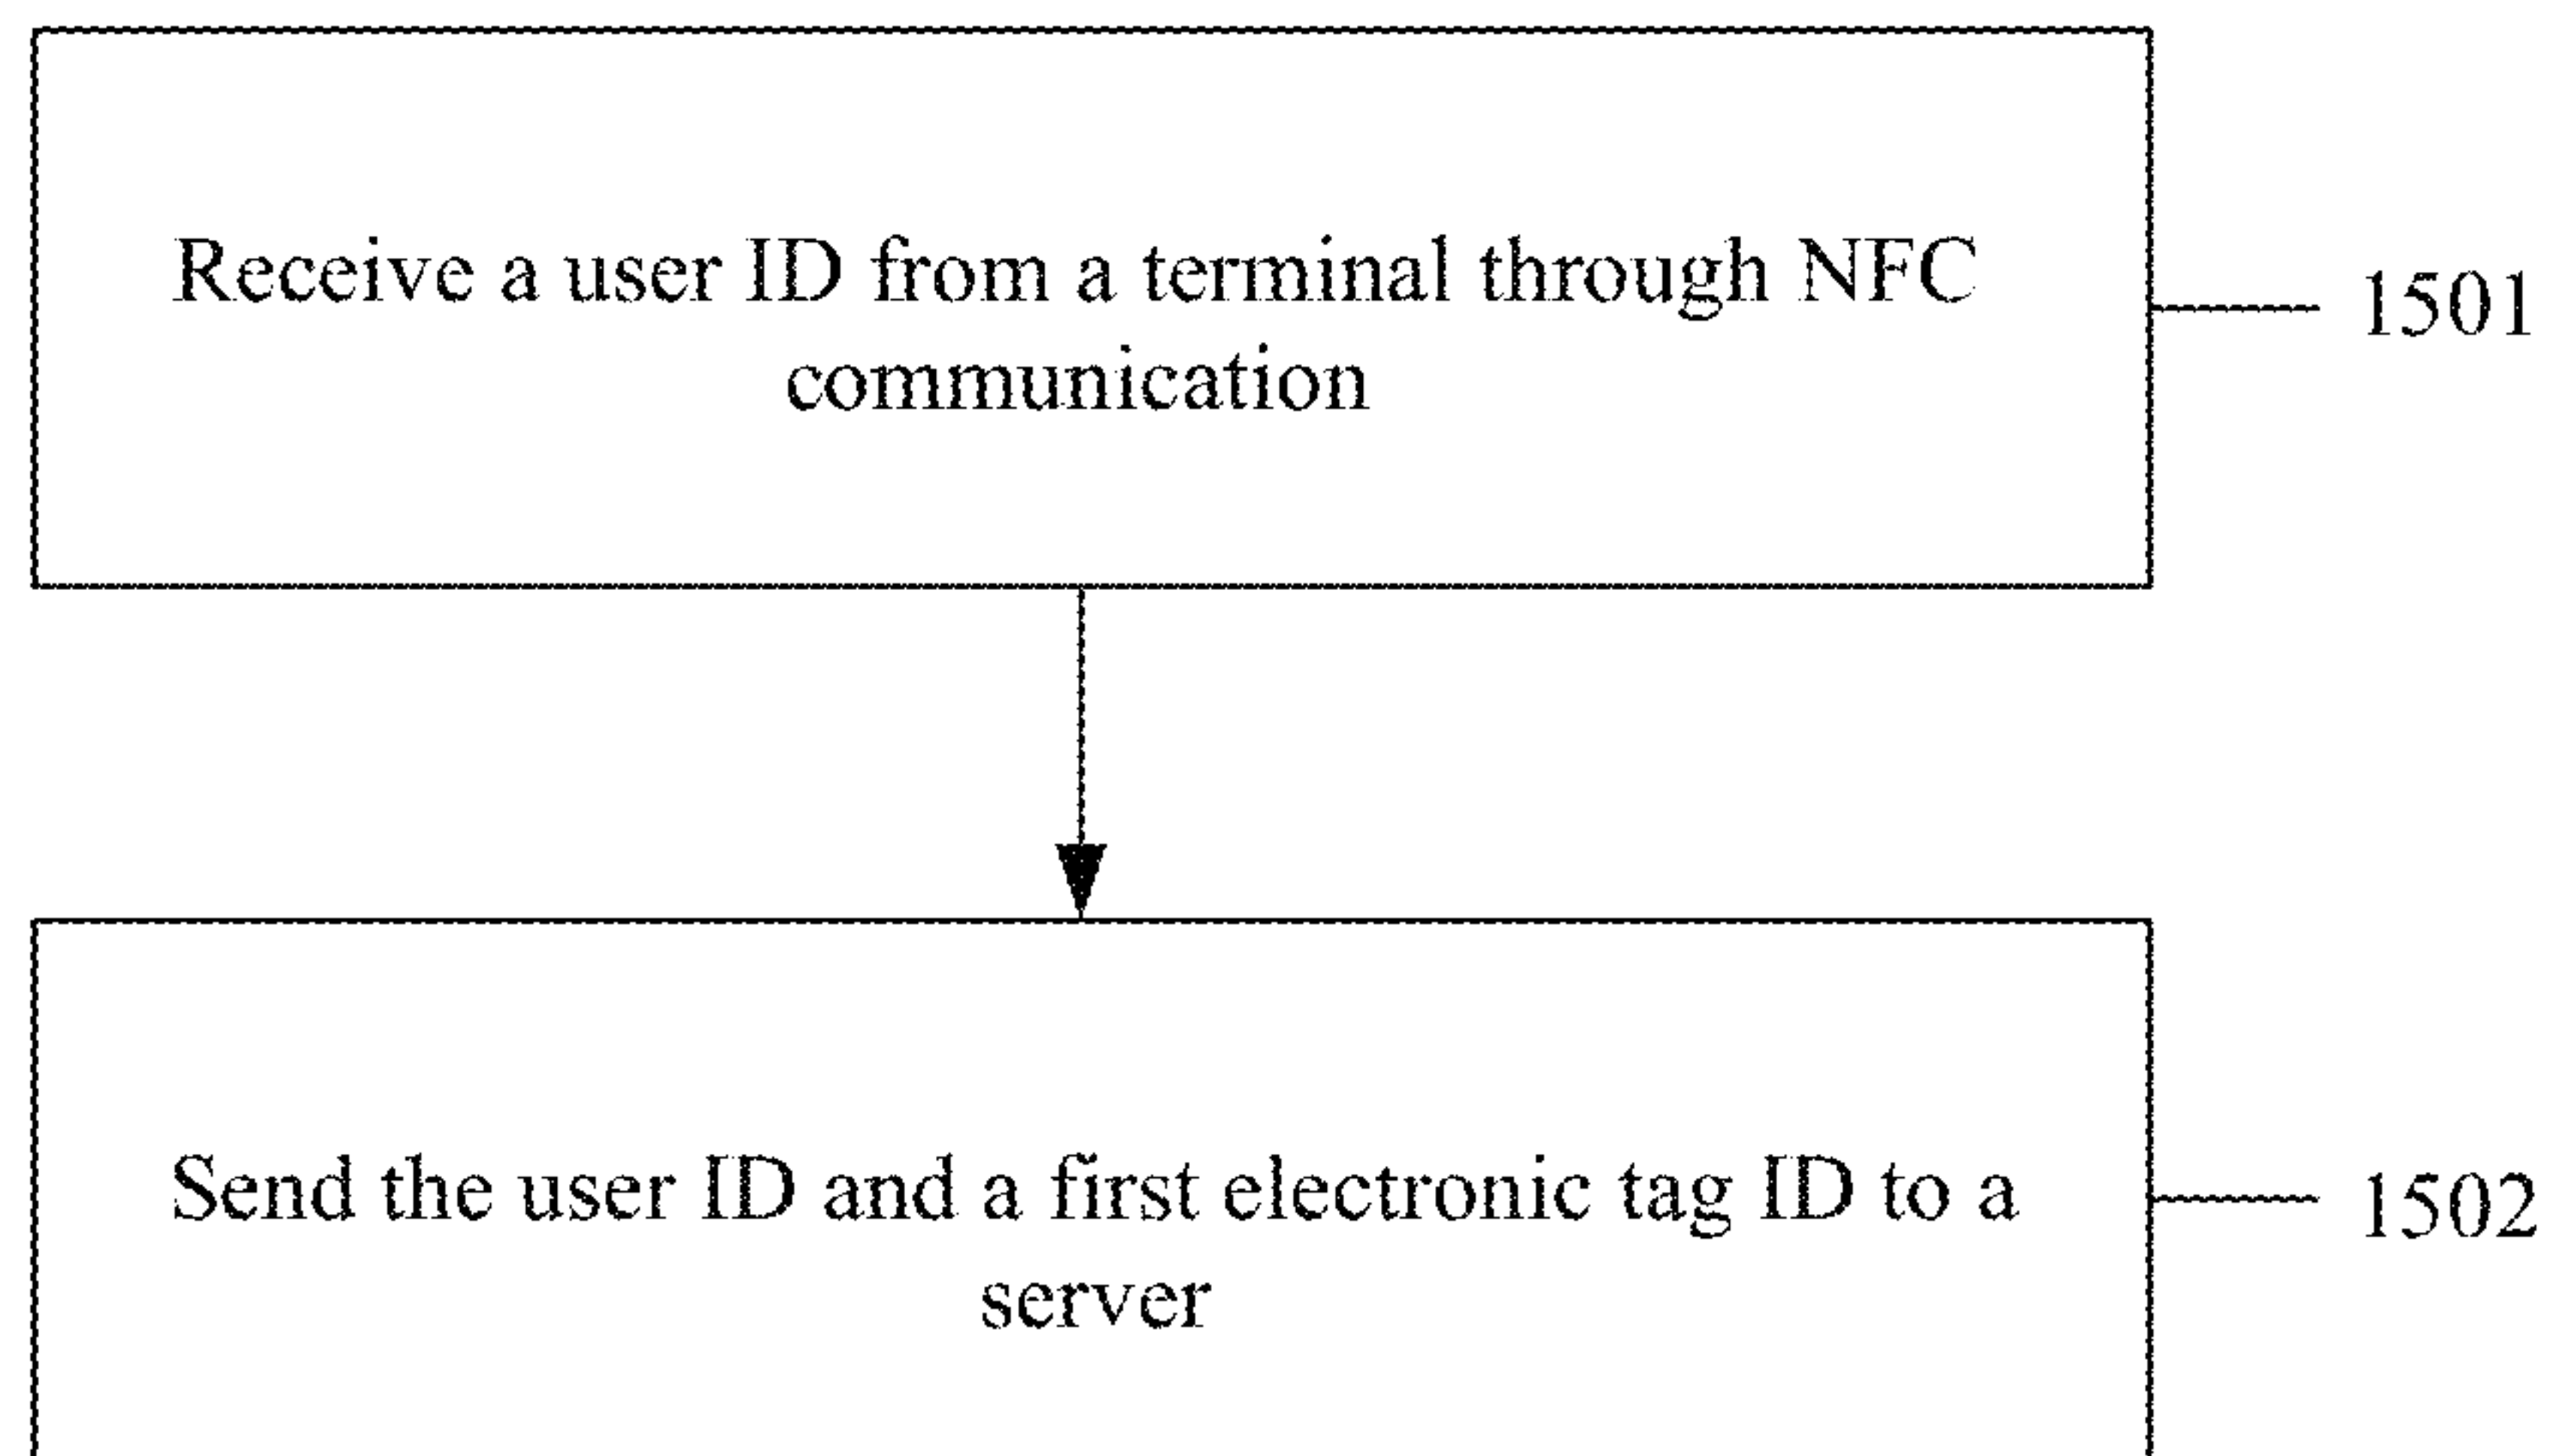 Receive a user ID from a terminal through NFC
communication
1501
Send the user ID and a first electronic tag ID to a
server
1502